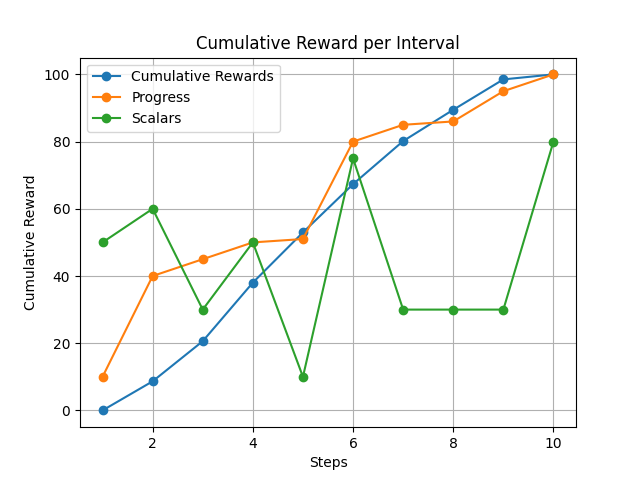 Cumulative Reward per Interval
Cumulative Rewards
Progress
Scalars
Cumulative Reward
100
80
60
40
20
0
2 4 6 8 10
Steps